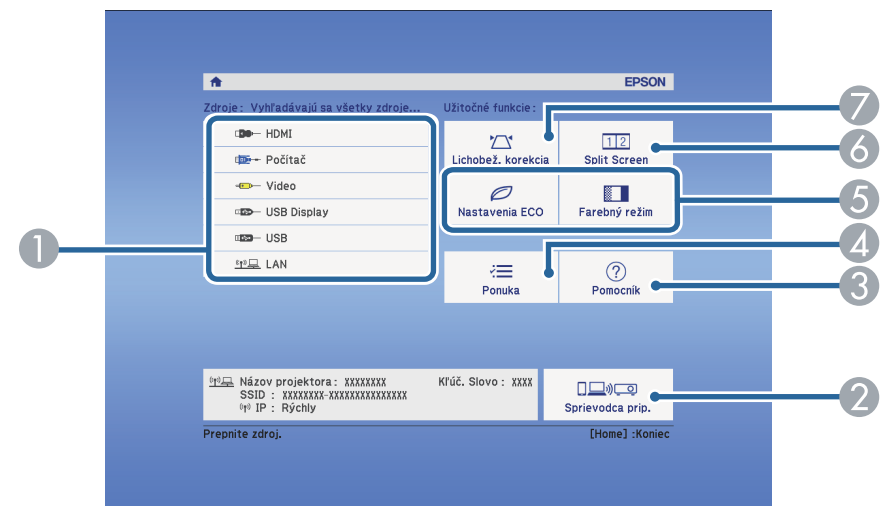 EPSON
Zdroje: Vyhľadávajú sa všetky zdroje...
HDMI
Počítač
Video
USB Display
USB
LAN
Užitočné funkcie:
Lichobež. korekcia
1 2
Split Screen
Nastavenia ECO
Farebný režim
Ponuka
?
Pomocník
Názov projektora: XXXXXXXX
Kľúč. Slovo: XXXX
SSID : XXXXXXXX-XXXXXXXXXXXXXXX
IP : Rýchly
Sprievodca prip.
Prepnite zdroj.
[Home] :Koniec
1
7
6
5
4
3
2